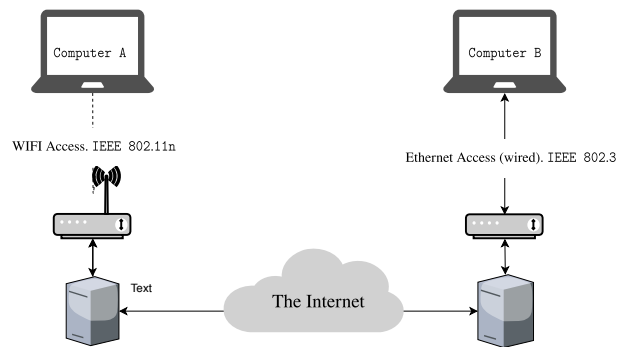 Computer A
Computer B
WIFI Access. IEEE 802.11n
Ethernet Access (wired). IEEE 802.3
Text
The Internet